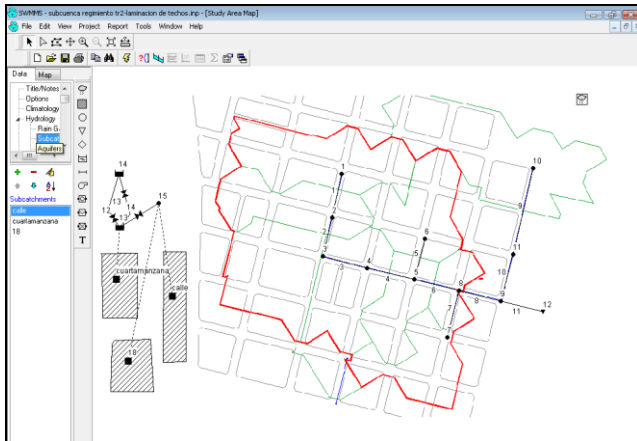 SWMM5 - subcuenca regimiento tr2-laminacion de techos.inp - [Study Area Map]
File Edit View Project Report Tools Window Help
Data Map
Title/Notes
Options
Climatology
Hydrology
Rain G
Subcat
Aquifers
Subcatchments
calle
cuartamanzana
18
T
14
15
14
12
13
13
cuartamanzana
calle
18
1
1
2
2
3
3
4
4
5
5
6
6
7
7
8
8
9
9
10
10
11
11
12